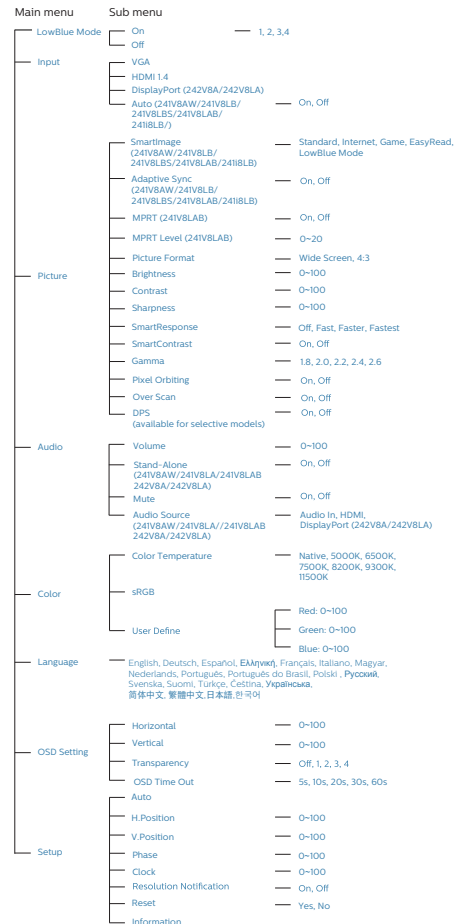 Main menu Sub menu
LowBlue Mode On 1, 2, 3,4
Off
Input VGA
HDMI 1.4
DisplayPort (242V8A/242V8LA)
Auto (241V8AW/241V8LB/ On, Off
241V8LBS/241V8LAB/
241i8LB/)
SmartImage Standard, Internet, Game, EasyRead,
(241V8AW/241V8LB/ LowBlue Mode
241V8LBS/241V8LAB/241i8LB)
Adaptive Sync On, Off
(241V8AW/241V8LB/
241V8LBS/241V8LAB/241i8LB)
MPRT (241V8LAB) On, Off
MPRT Level (241V8LAB) 0~20
Picture Format Wide Screen, 4:3
Picture Brightness 0~100
Contrast 0~100
Sharpness 0~100
SmartResponse Off, Fast, Faster, Fastest
SmartContrast On, Off
Gamma 1.8, 2.0, 2.2, 2.4, 2.6
Pixel Orbiting On, Off
Over Scan On, Off
DPS On, Off
(available for selective models)
Audio Volume 0~100
Stand-Alone On, Off
(241V8AW/241V8LA/241V8LAB
242V8A/242V8LA)
Mute On, Off
Audio Source Audio In, HDMI,
(241V8AW/241V8LA//241V8LAB DisplayPort (242V8A/242V8LA)
242V8A/242V8LA)
Color Temperature Native, 5000K, 6500K,
7500K, 8200K, 9300K,
11500K
Color sRGB
Red: 0~100
User Define Green: 0~100
Blue: 0~100
Language English, Deutsch, Español, Ελληνική, Français, Italiano, Magyar,
Nederlands, Português, Português do Brasil, Polski , Русский,
Svenska, Suomi, Türkçe, Čeština, Українська,
简体中文, 繁體中文,日本語,한국어
Horizontal 0~100
Vertical 0~100
OSD Setting Transparency Off, 1, 2, 3, 4
OSD Time Out 5s, 10s, 20s, 30s, 60s
Auto
H.Position 0~100
V.Position 0~100
Setup Phase 0~100
Clock 0~100
Resolution Notification On, Off
Reset Yes, No
Information